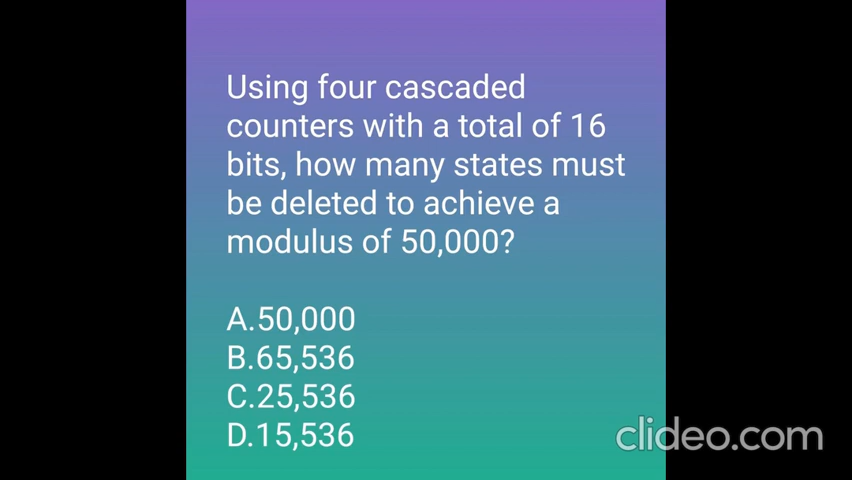 Using four cascaded
counters with a total of 16
bits, how many states must
be deleted to achieve a
modulus of 50,000?
A.50,000
B.65,536
C.25,536
D.15,536
clideo.com